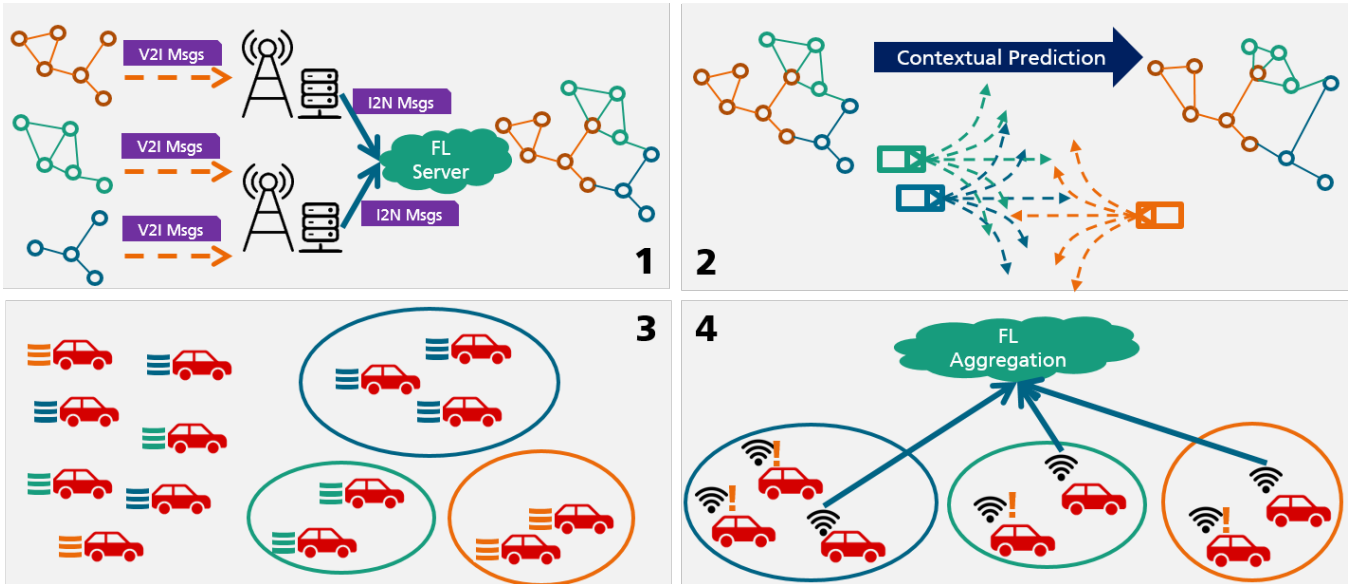 V2I Msgs
I2N Msgs
V2I Msgs
FL
Server
V2I Msgs
I2N Msgs
1
Contextual Prediction
2
3
4
FL
Aggregation
!
!
!
!